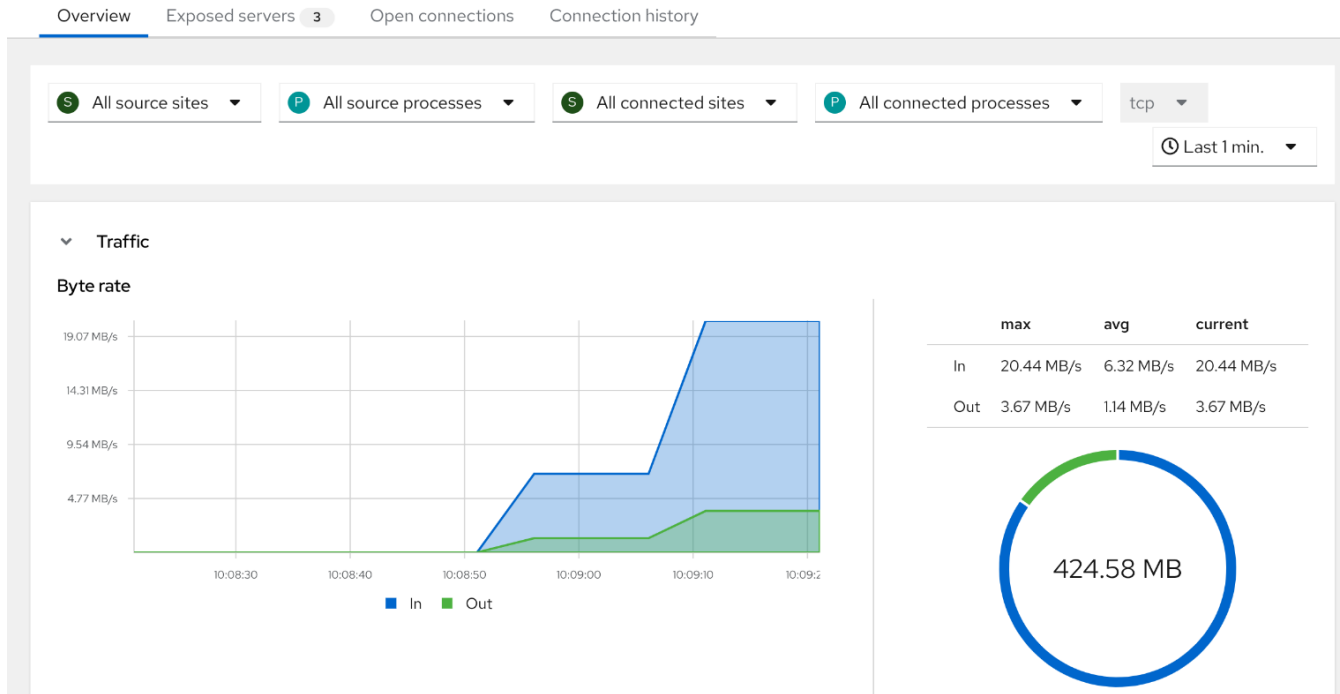 Overview Exposed servers 3 Open connections Connection history
S All source sites P All source processes S All connected sites P All connected processes tcp
Last 1 min.
Traffic
Byte rate
19.07 MB/s
14.31 MB/s
9.54 MB/s
4.77 MB/s
10:08:30 10:08:40 10:08:50 10:09:00 10:09:10 10:09:2
In Out
max avg current
In 20.44 MB/s 6.32 MB/s 20.44 MB/s
Out 3.67 MB/s 1.14 MB/s 3.67 MB/s
424.58 MB